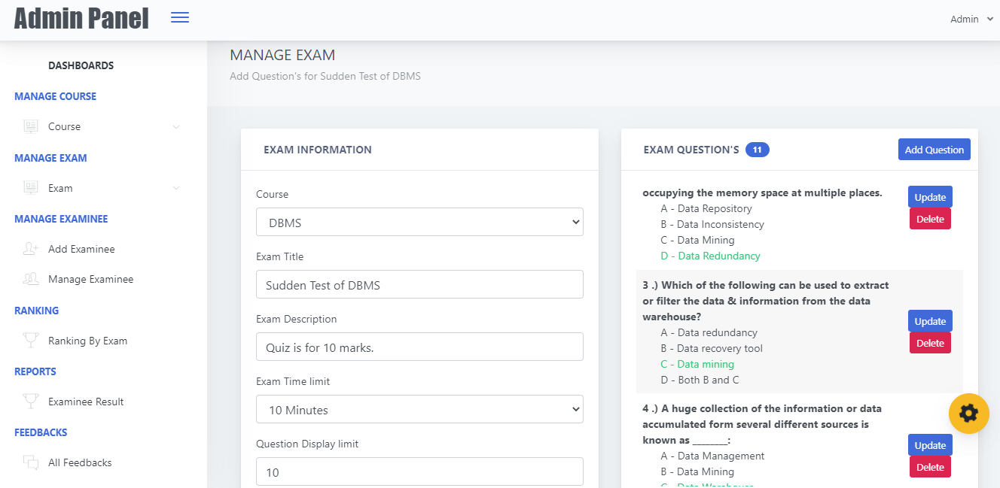 Admin Panel
Admin
DASHBOARDS
MANAGE COURSE
Course
MANAGE EXAM
Exam
MANAGE EXAMINEE
Add Examinee
Manage Examinee
RANKING
Ranking By Exam
REPORTS
Examinee Result
FEEDBACKS
All Feedbacks
MANAGE EXAM
Add Question's for Sudden Test of DBMS
EXAM INFORMATION
Course
DBMS
Exam Title
Sudden Test of DBMS
Exam Description
Quiz is for 10 marks.
Exam Time limit
10 Minutes
Question Display limit
10
EXAM QUESTION'S 11
Add Question
occupying the memory space at multiple places.
A - Data Repository
B - Data Inconsistency
C - Data Mining
D - Data Redundancy
Update
Delete
3 .) Which of the following can be used to extract
or filter the data & information from the data
warehouse?
A - Data redundancy
B - Data recovery tool
C - Data mining
D - Both B and C
Update
Delete
4 .) A huge collection of the information or data
accumulated form several different sources is
known as ________:
A - Data Management
B - Data Mining
C - Data Warehouse
Update
Delete